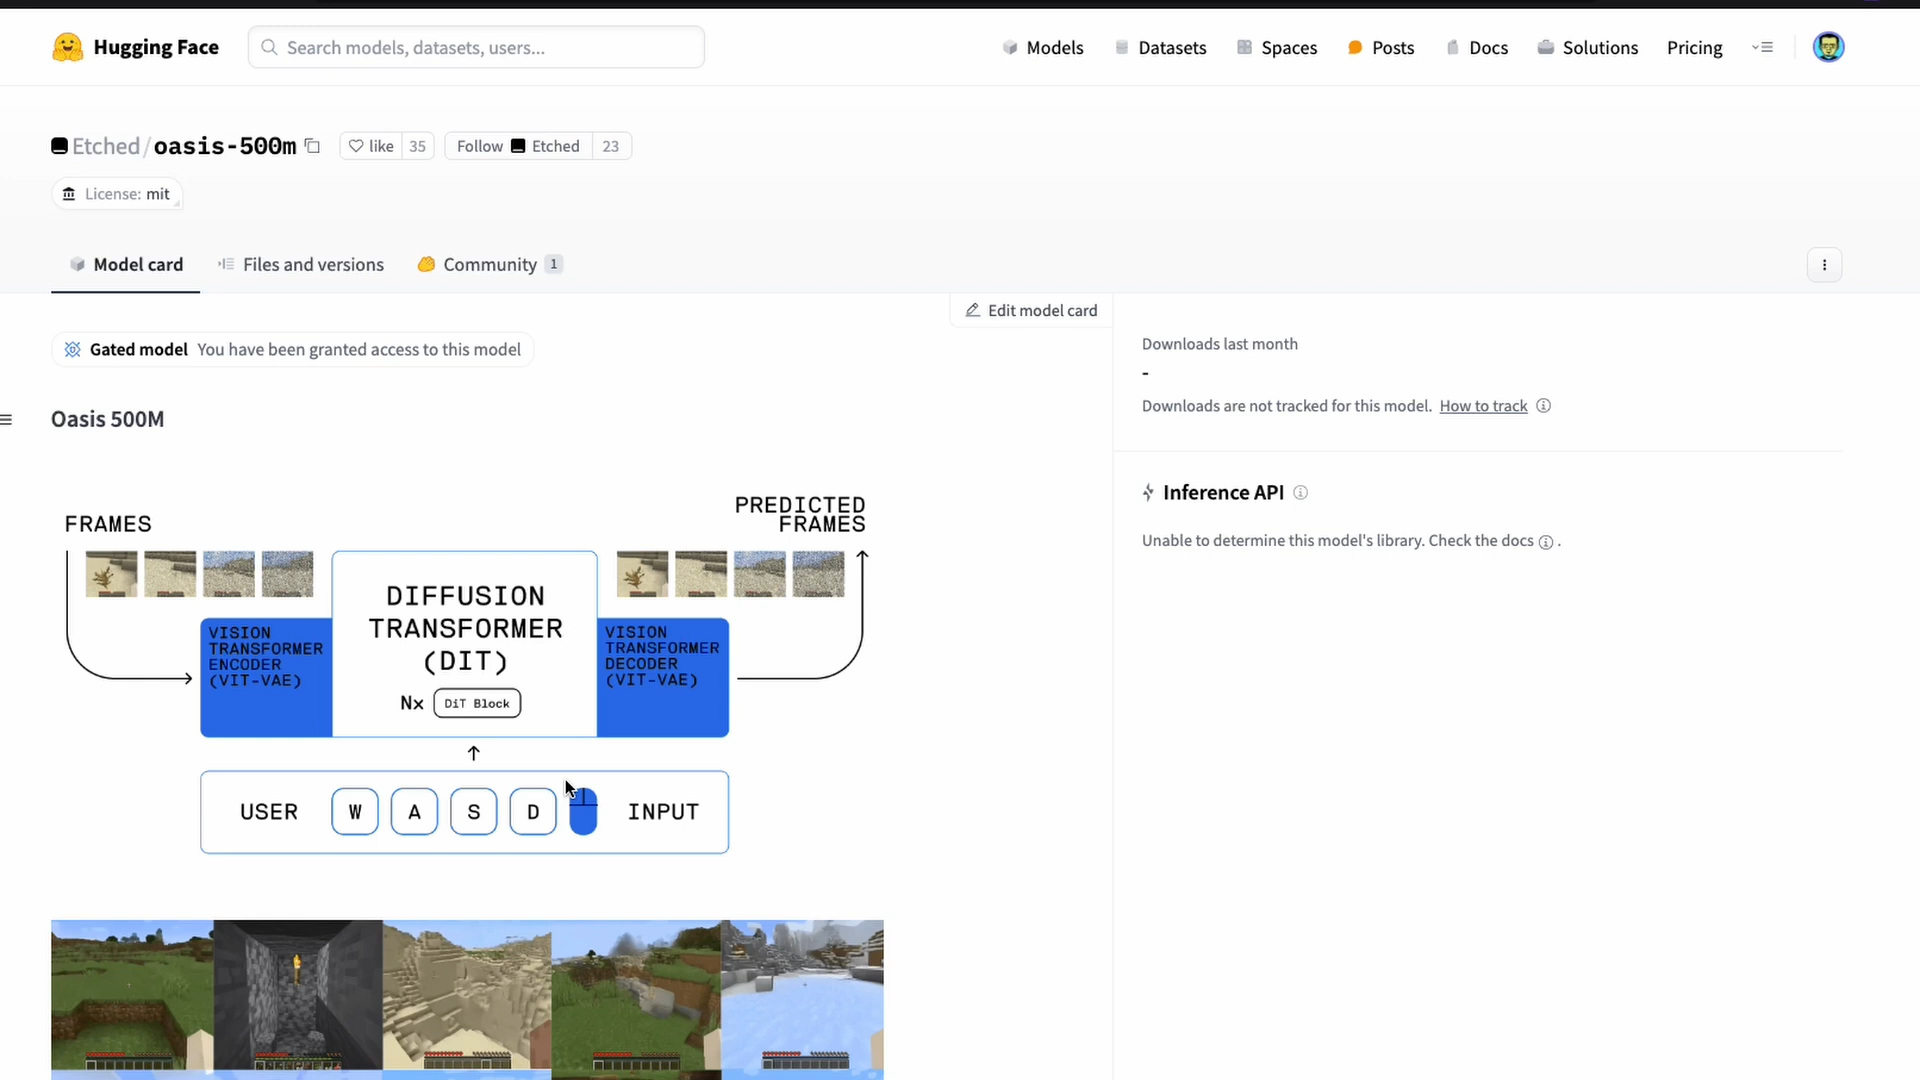 Hugging Face
Search models, datasets, users...
Models
Datasets
Spaces
Posts
Docs
Solutions
Pricing
Etched/oasis-500m
like 35
Follow Etched 23
License: mit
Model card
Files and versions
Community 1
Edit model card
Gated model You have been granted access to this model
Downloads last month
-
Downloads are not tracked for this model. How to track
Oasis 500M
Inference API
Unable to determine this model's library. Check the docs .
FRAMES
PREDICTED
FRAMES
VISION
TRANSFORMER
ENCODER
(VIT-VAE)
DIFFUSION
TRANSFORMER
(DIT)
Nx DiT Block
VISION
TRANSFORMER
DECODER
(VIT-VAE)
USER W A S D INPUT